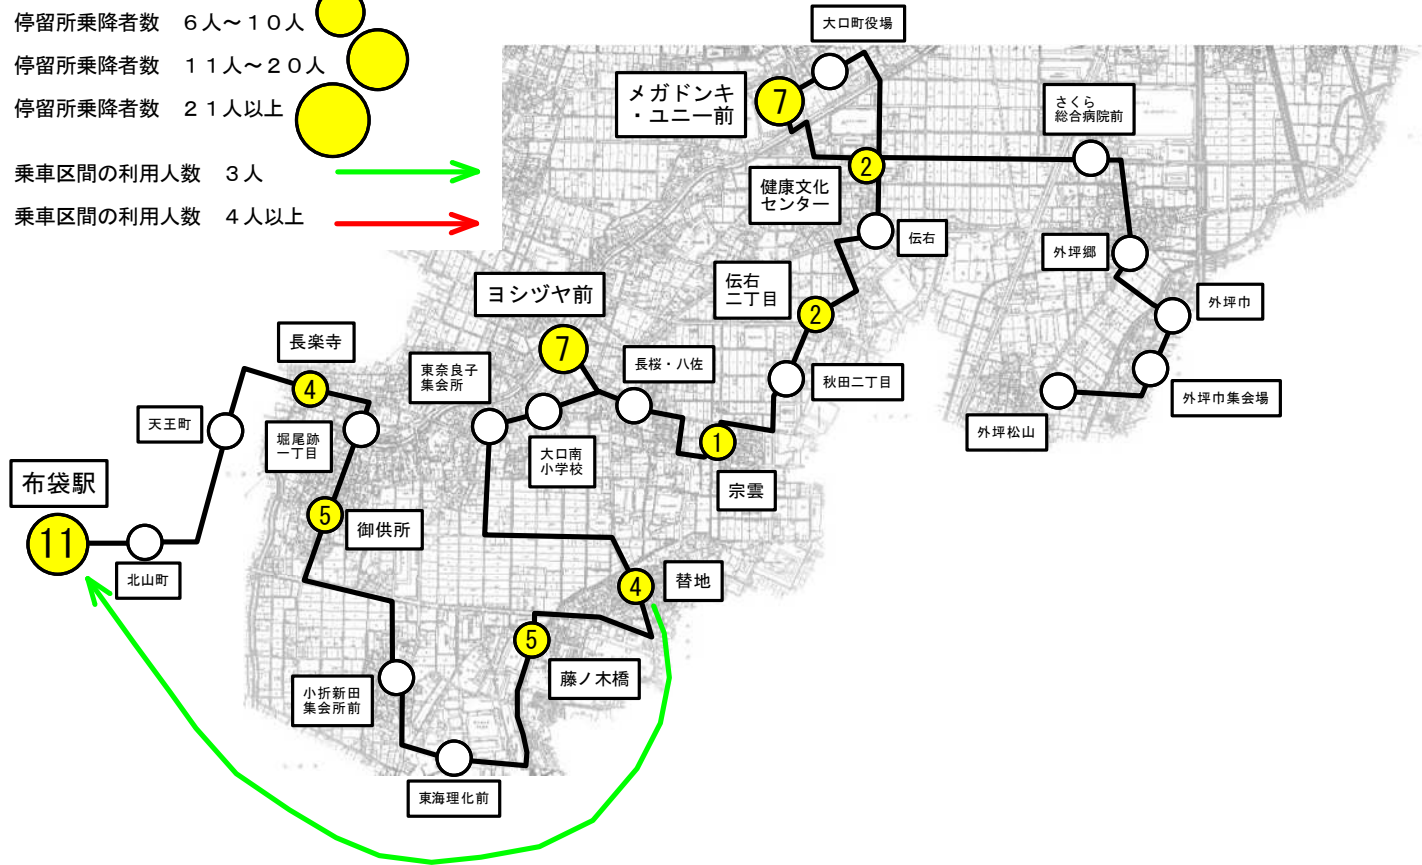 停留所乗降者数 6人～10人
停留所乗降者数 11人～20人
停留所乗降者数 21人以上
乗車区間の利用人数 3人
乗車区間の利用人数 4人以上
大口町役場
メガドンキ
・ユニー前
7
さくら
総合病院前
2
健康文化
センター
伝右
外坪郷
伝右
二丁目
2
外坪巾
ヨシヅヤ前
7
長楽寺
4
東奈良子
集会所
長桜・八佐
秋田二丁目
外坪巾集会場
天王町
堀尾跡
一丁目
大口南
小学校
1
宗雲
外坪松山
布袋駅
11
5
御供所
北山町
4
替地
5
藤ノ木橋
小折新田
集会所前
東海理化前